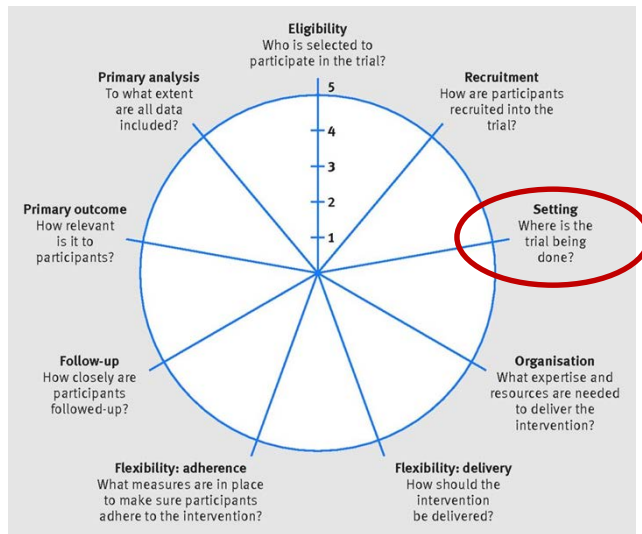 Eligibility
Who is selected to
participate in the trial?
Recruitment
How are participants
recruited into the
trial?
Setting
Where is the
trial being
done?
Organisation
What expertise and
resources are needed
to deliver the
intervention?
Flexibility: delivery
How should the
intervention
be delivered?
Flexibility: adherence
What measures are in place
to make sure participants
adhere to the intervention?
Follow-up
How closely are
participants
followed-up?
Primary outcome
How relevant
is it to
participants?
Primary analysis
To what extent
are all data
included?
5
4
3
2
1